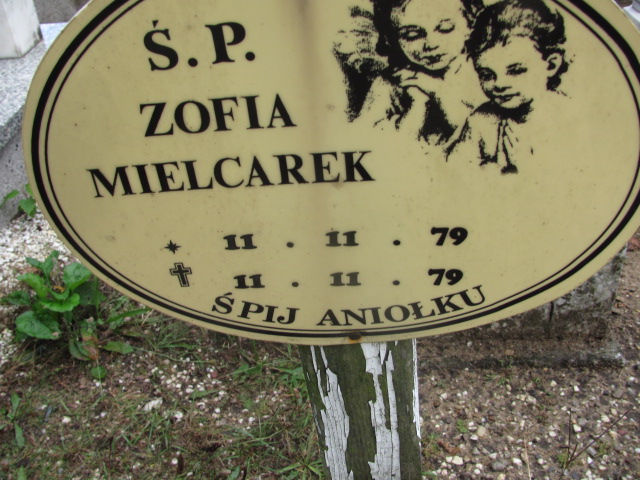 Ś.P.
ZOFIA
MIELCAREK
11 . 11 . 79
11 . 11 . 79
ŚPIJ ANIOŁKU